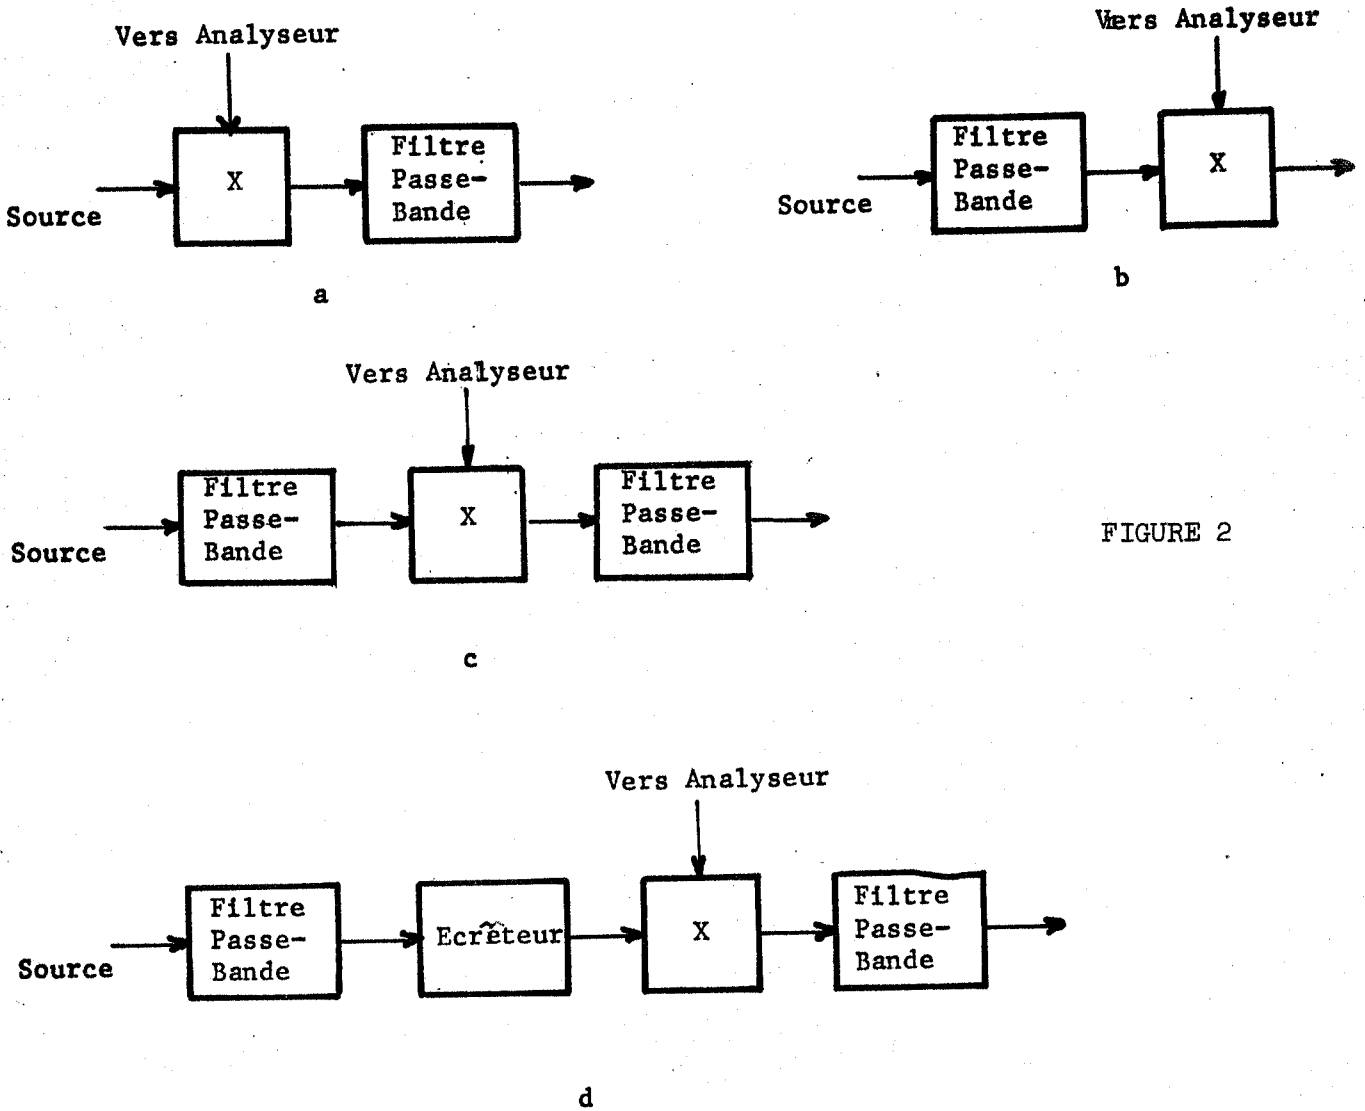 Vers Analyseur
X
Filtre
Passe-
Bande
Source
a
Vers Analyseur
Filtre
Passe-
Bande
X
Source
b
Vers Analyseur
Filtre
Passe-
Bande
X
Filtre
Passe-
Bande
Source
c
FIGURE 2
Vers Analyseur
Filtre
Passe-
Bande
Ecrêteur
X
Filtre
Passe-
Bande
Source
d